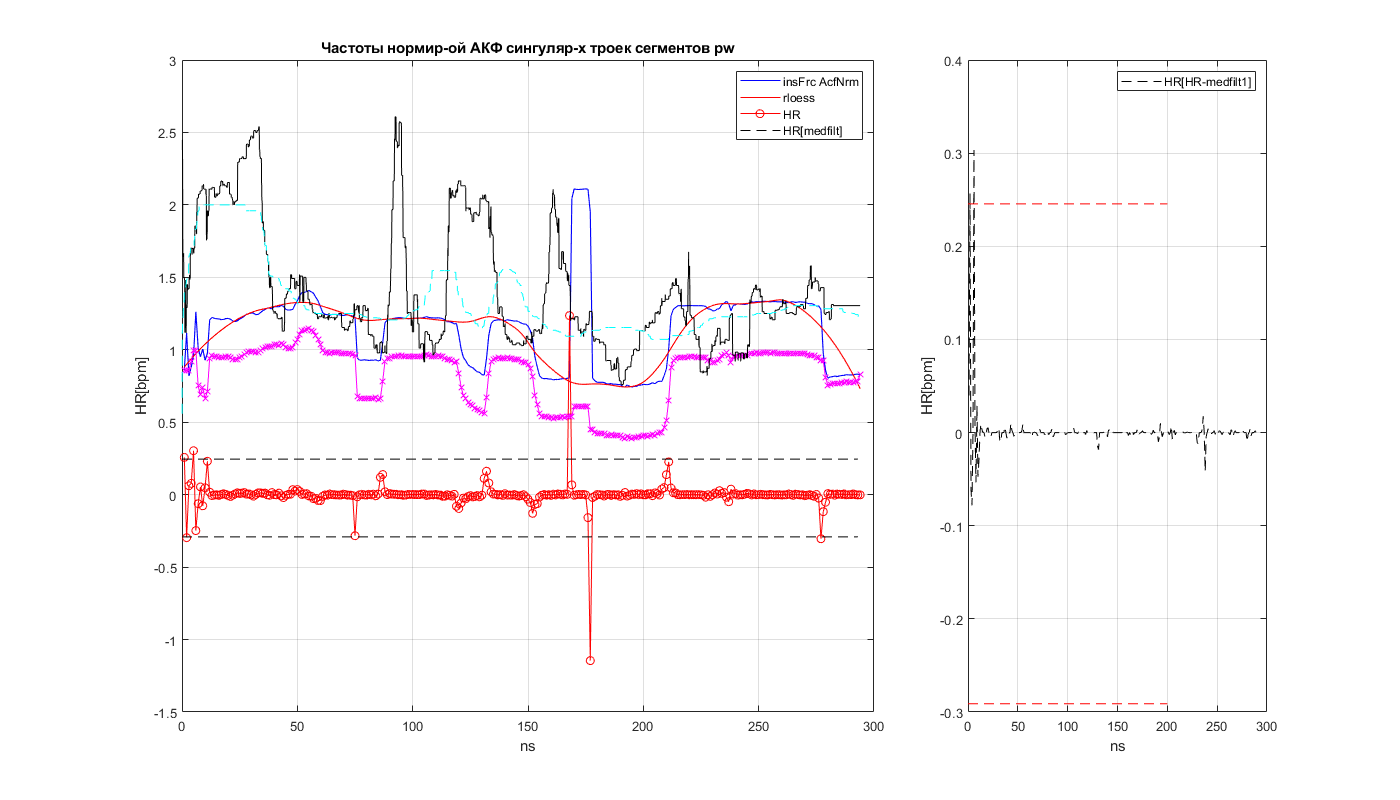 Частоты нормир-ой АКФ сингуляр-х троек сегментов pw
3
2.5
2
1.5
1
0.5
0
-0.5
-1
-1.5
HR[bpm]
0 50 100 150 200 250 300
ns
insFrc AcfNrm
rloess
HR
HR[medfilt]
0.4
0.3
0.2
0.1
0
-0.1
-0.2
-0.3
HR[bpm]
0 50 100 150 200 250 300
ns
HR[HR-medfilt1]